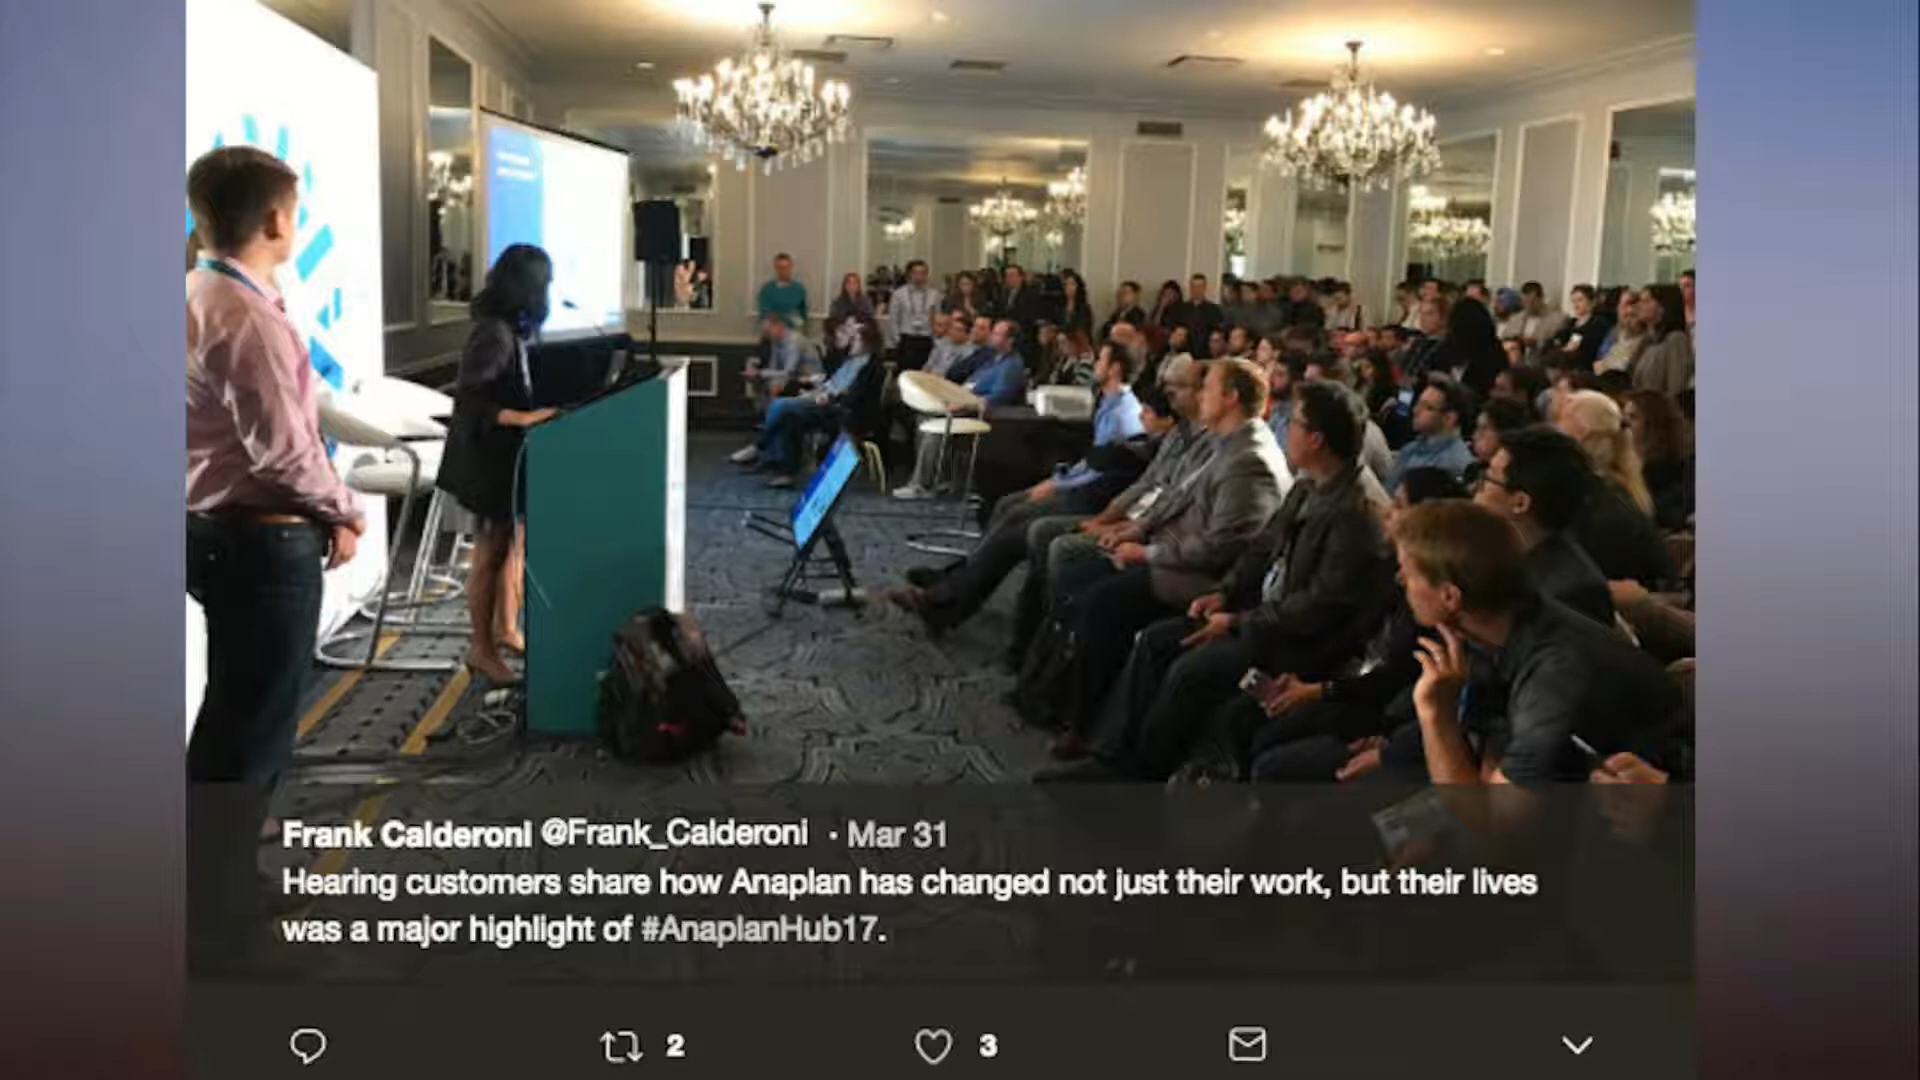 Frank Calderoni @Frank_Calderoni · Mar 31
Hearing customers share how Anaplan has changed not just their work, but their lives
was a major highlight of #AnaplanHub17.
2 3